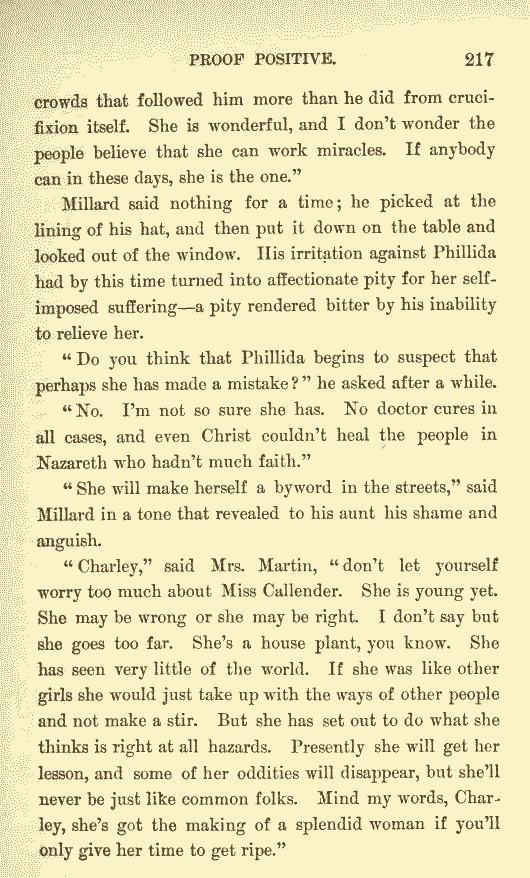 PROOF POSITIVE. 217
crowds that followed him more than he did from cruci-
fixion itself. She is wonderful, and I don't wonder the
people believe that she can work miracles. If anybody
can in these days, she is the one."
Millard said nothing for a time; he picked at the
lining of his hat, and then put it down on the table and
looked out of the window. His irritation against Phillida
had by this time turned into affectionate pity for her self-
imposed suffering—a pity rendered bitter by his inability
to relieve her.
"Do you think that Phillida begins to suspect that
perhaps she has made a mistake?" he asked after a while.
"No. I'm not so sure she has. No doctor cures in
all cases, and even Christ couldn't heal the people in
Nazareth who hadn't much faith."
"She will make herself a byword in the streets," said
Millard in a tone that revealed to his aunt his shame and
anguish.
"Charley," said Mrs. Martin, "don't let yourself
worry too much about Miss Callender. She is young yet.
She may be wrong or she may be right. I don't say but
she goes too far. She's a house plant, you know. She
has seen very little of the world. If she was like other
girls she would just take up with the ways of other people
and not make a stir. But she has set out to do what she
thinks is right at all hazards. Presently she will get her
lesson, and some of her oddities will disappear, but she'll
never be just like common folks. Mind my words, Char-
ley, she's got the making of a splendid woman if you'll
only give her time to get ripe."